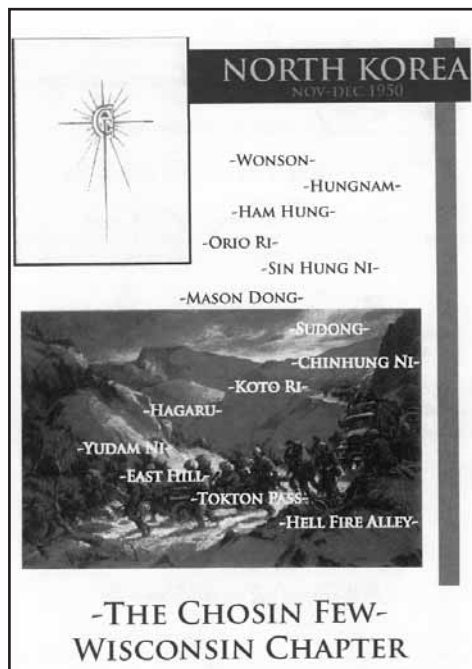 NORTH KOREA
NOV-DEC 1950
-WONSON-
-HUNGNAM-
-HAM HUNG-
-ORIO RI-
-SIN HUNG NI-
-MASON DONG-
-SUDONG-
-CHINHUNG NI-
-KOTO RI-
-HAGARU-
-YUDAM NI-
-EAST HILL-
-TOKTON PASS-
-HELL FIRE ALLEY-
-THE CHOSIN FEW-
WISCONSIN CHAPTER